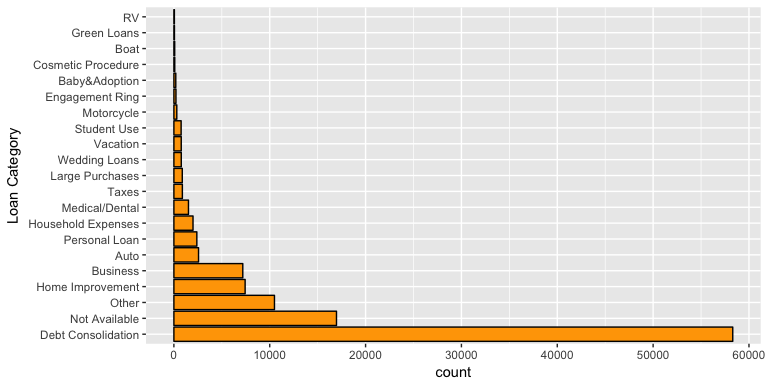 Loan Category
RV
Green Loans
Boat
Cosmetic Procedure
Baby&Adoption
Engagement Ring
Motorcycle
Student Use
Vacation
Wedding Loans
Large Purchases
Taxes
Medical/Dental
Household Expenses
Personal Loan
Auto
Business
Home Improvement
Other
Not Available
Debt Consolidation
0 10000 20000 30000 40000 50000 60000
count